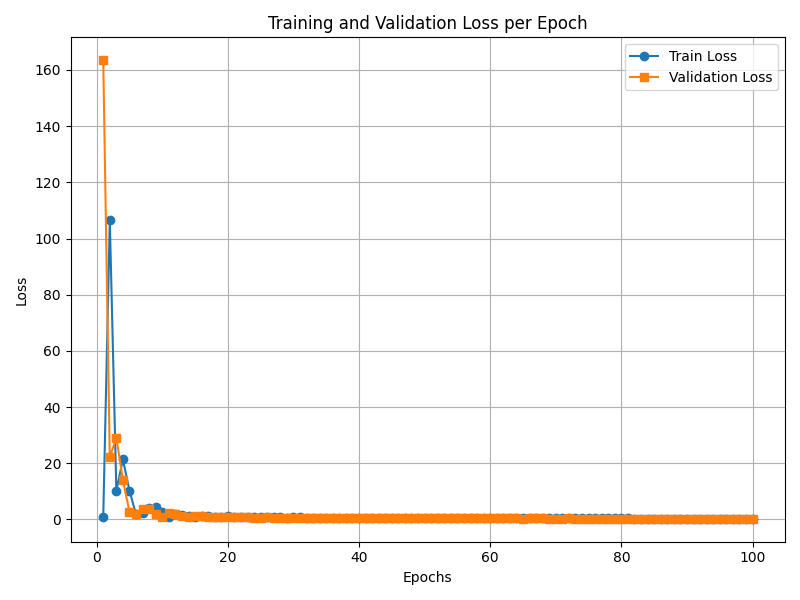 Training and Validation Loss per Epoch
Train Loss
Validation Loss
160
140
120
100
80
60
40
20
0
Loss
0 20 40 60 80 100
Epochs